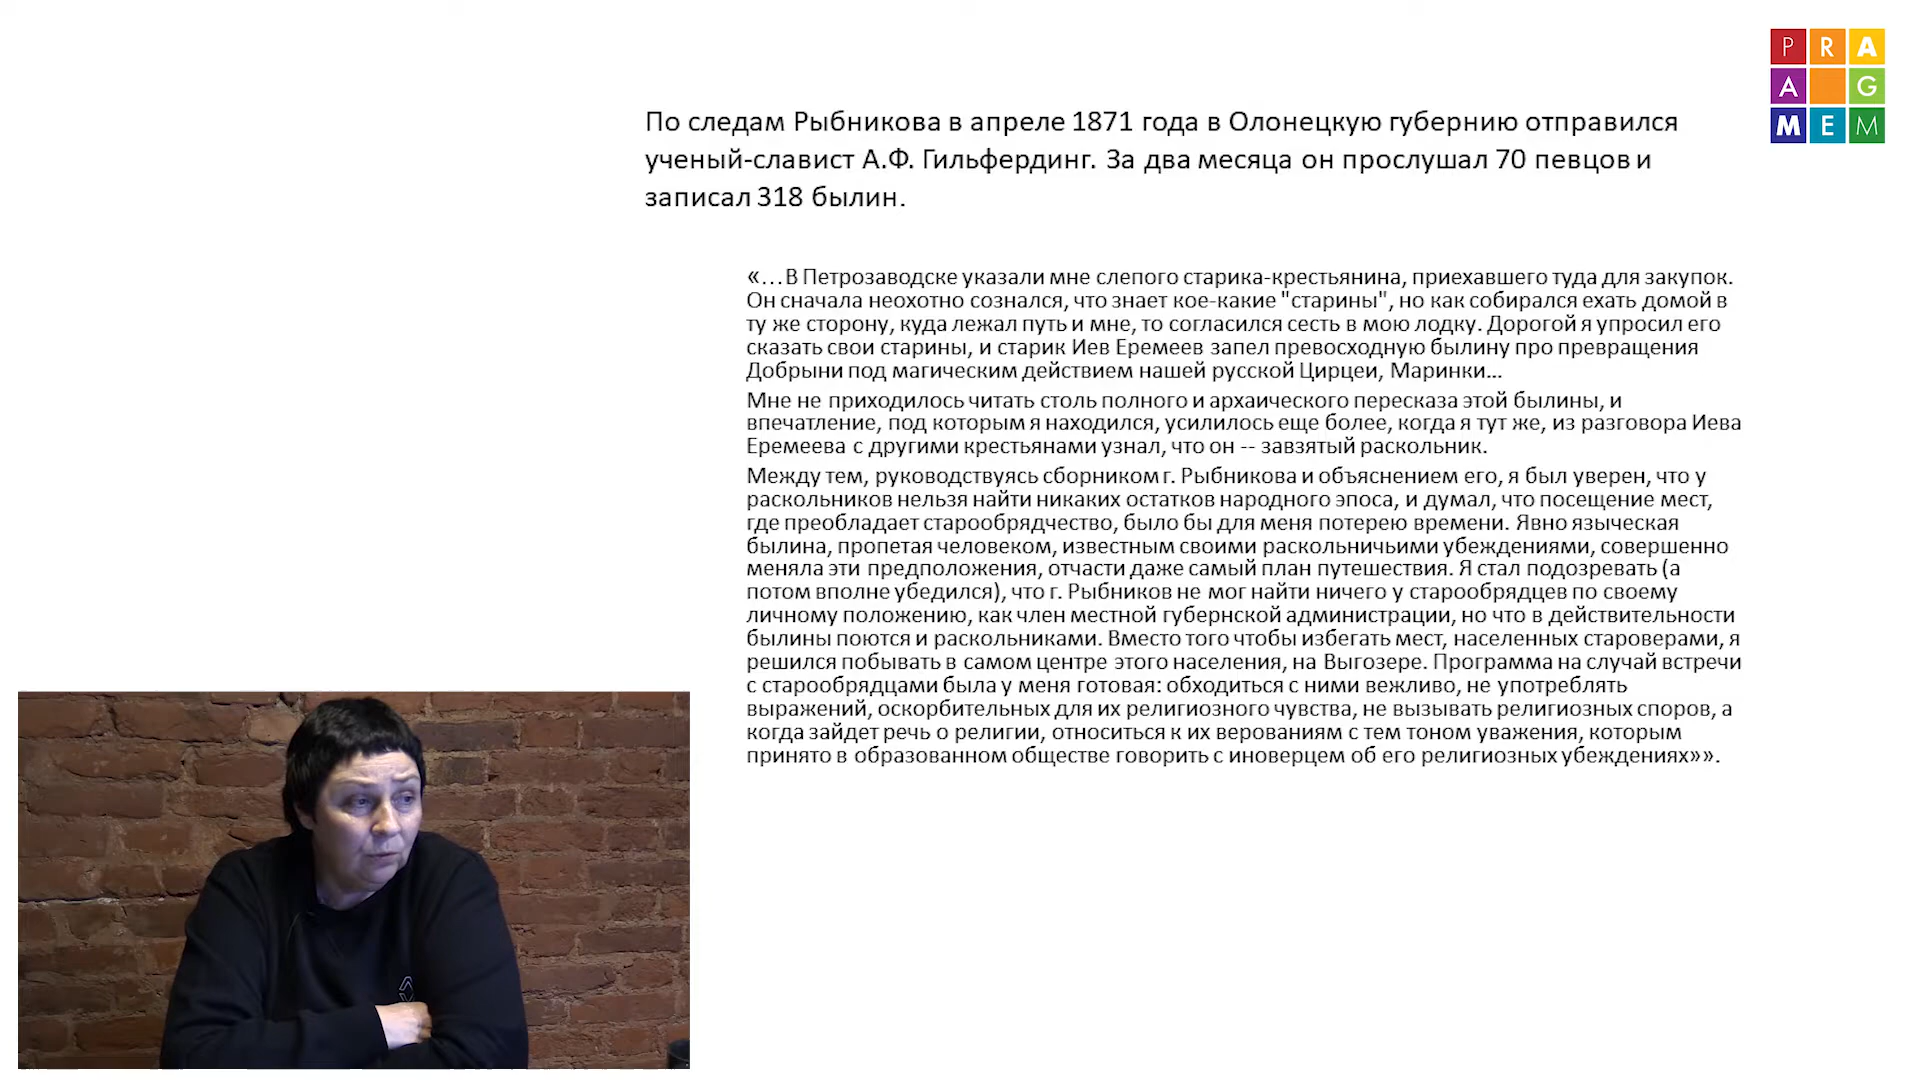 P R A
A G
M E M
По следам Рыбникова в апреле 1871 года в Олонецкую губернию отправился
ученый-славист А.Ф. Гильфердинг. За два месяца он прослушал 70 певцов и
записал 318 былин.
«…В Петрозаводске указали мне слепого старика-крестьянина, приехавшего туда для закупок.
Он сначала неохотно сознался, что знает кое-какие "старины", но как собирался ехать домой в
ту же сторону, куда лежал путь и мне, то согласился сесть в мою лодку. Дорогой я упросил его
сказать свои старины, и старик Иев Еремеев запел превосходную былину про превращения
Добрыни под магическим действием нашей русской Цирцеи, Маринки…
Мне не приходилось читать столь полного и архаического пересказа этой былины, и
впечатление, под которым я находился, усилилось еще более, когда я тут же, из разговора Иева
Еремеева с другими крестьянами узнал, что он -- завзятый раскольник.
Между тем, руководствуясь сборником г. Рыбникова и объяснением его, я был уверен, что у
раскольников нельзя найти никаких остатков народного эпоса, и думал, что посещение мест,
где преобладает старообрядчество, было бы для меня потерею времени. Явно языческая
былина, пропетая человеком, известным своими раскольничьими убеждениями, совершенно
меняла эти предположения, отчасти даже самый план путешествия. Я стал подозревать (а
потом вполне убедился), что г. Рыбников не мог найти ничего у старообрядцев по своему
личному положению, как член местной губернской администрации, но что в действительности
былины поются и раскольниками. Вместо того чтобы избегать мест, населенных староверами, я
решился побывать в самом центре этого населения, на Выгозере. Программа на случай встречи
с старообрядцами была у меня готовая: обходиться с ними вежливо, не употреблять
выражений, оскорбительных для их религиозного чувства, не вызывать религиозных споров, а
когда зайдет речь о религии, относиться к их верованиям с тем тоном уважения, которым
принято в образованном обществе говорить с иноверцем об его религиозных убеждениях»».